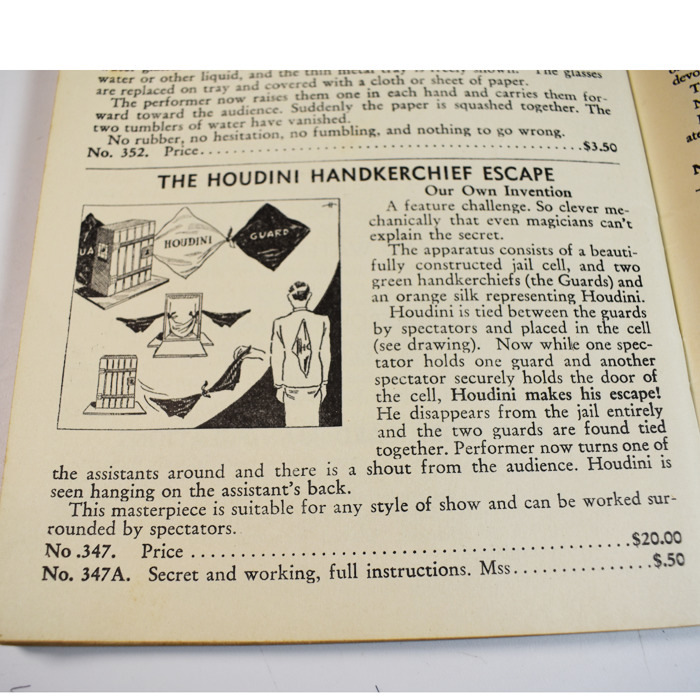 water or other liquid, and the thin metal tray is freely shown. The glasses
are replaced on tray and covered with a cloth or sheet of paper.
The performer now raises them one in each hand and carries them for-
ward toward the audience. Suddenly the paper is squashed together. The
two tumblers of water have vanished.
No rubber, no hesitation, no fumbling, and nothing to go wrong.
No. 352. Price..............................$3.50
THE HOUDINI HANDKERCHIEF ESCAPE
Our Own Invention
A feature challenge. So clever me-
chanically that even magicians can't
explain the secret.
The apparatus consists of a beauti-
fully constructed jail cell, and two
green handkerchiefs (the Guards) and
an orange silk representing Houdini.
Houdini is tied between the guards
by spectators and placed in the cell
(see drawing). Now while one spec-
tator holds one guard and another
spectator securely holds the door of
the cell, Houdini makes his escape!
He disappears from the jail entirely
and the two guards are found tied
together. Performer now turns one of
the assistants around and there is a shout from the audience. Houdini is
seen hanging on the assistant's back.
This masterpiece is suitable for any style of show and can be worked sur-
rounded by spectators.
No .347. Price ..............................$20.00
No. 347A. Secret and working, full instructions. Mss..............$.50
UA
HOUDINI
GUARD
devo